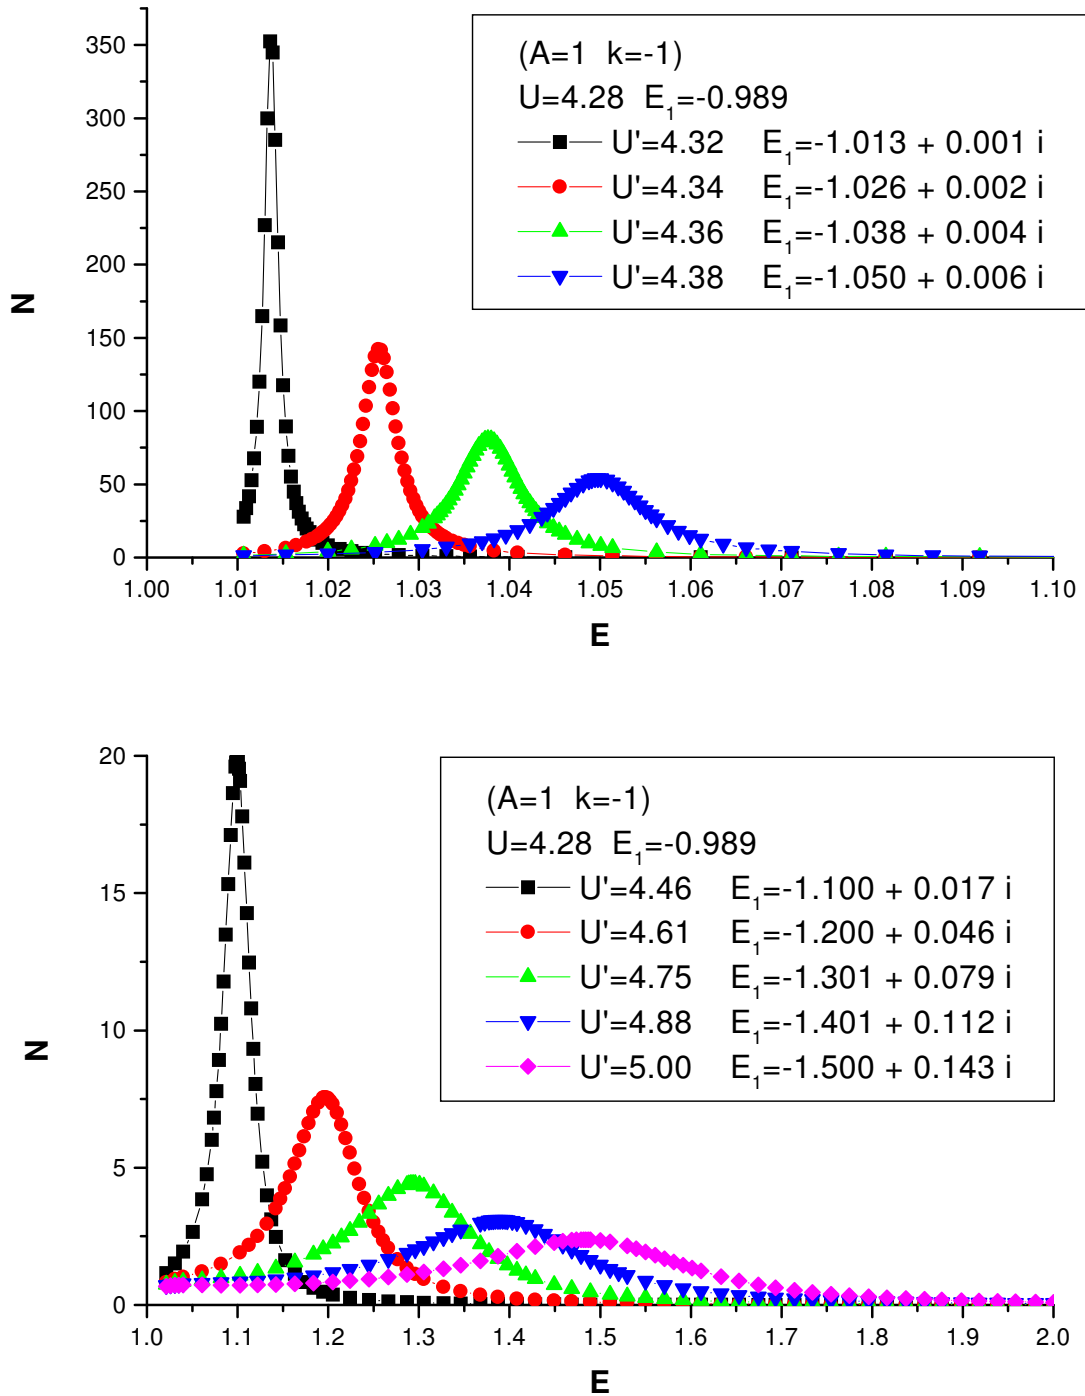 350
300
250
200
150
100
50
0
N
1.00 1.01 1.02 1.03 1.04 1.05 1.06 1.07 1.08 1.09 1.10
E
(A=1 k=-1)
U=4.28 E₁=-0.989
U'=4.32 E₁=-1.013 + 0.001 i
U'=4.34 E₁=-1.026 + 0.002 i
U'=4.36 E₁=-1.038 + 0.004 i
U'=4.38 E₁=-1.050 + 0.006 i
20
15
10
5
0
N
1.0 1.1 1.2 1.3 1.4 1.5 1.6 1.7 1.8 1.9 2.0
E
(A=1 k=-1)
U=4.28 E₁=-0.989
U'=4.46 E₁=-1.100 + 0.017 i
U'=4.61 E₁=-1.200 + 0.046 i
U'=4.75 E₁=-1.301 + 0.079 i
U'=4.88 E₁=-1.401 + 0.112 i
U'=5.00 E₁=-1.500 + 0.143 i